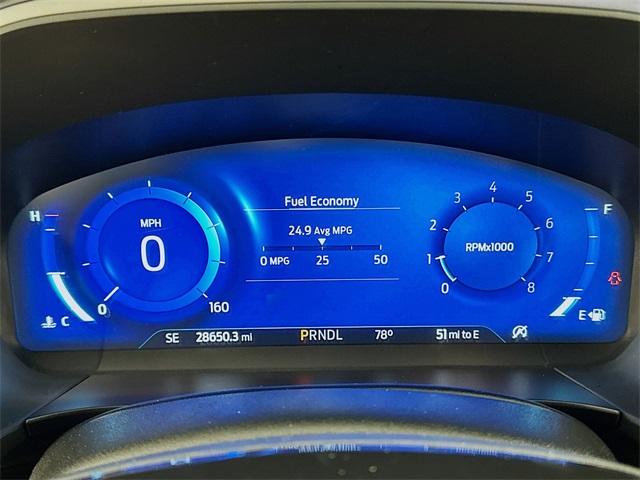 Fuel Economy
24.9 Avg MPG
0 MPG 25 50
MPH
0
0 160
H
C
RPMx1000
0 1 2 3 4 5 6 7 8
F
E
SE 28650.3 mi PRNDL 78° 51 mi to E